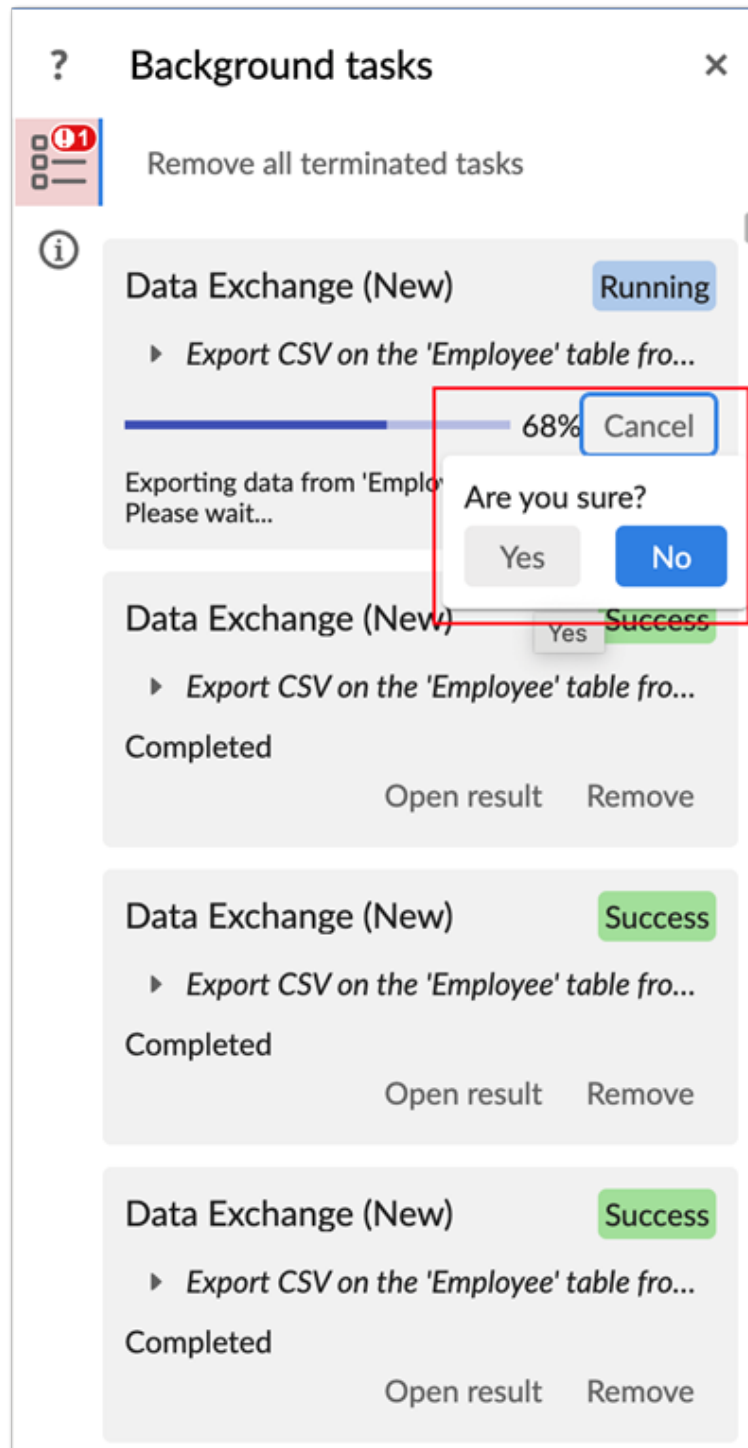 ? Background tasks ×
!1
Remove all terminated tasks
i
Data Exchange (New) Running
Export CSV on the 'Employee' table fro...
68% Cancel
Exporting data from 'Emplo
Please wait...
Are you sure?
Yes No
Data Exchange (New) Success
Yes
Export CSV on the 'Employee' table fro...
Completed
Open result Remove
Data Exchange (New) Success
Export CSV on the 'Employee' table fro...
Completed
Open result Remove
Data Exchange (New) Success
Export CSV on the 'Employee' table fro...
Completed
Open result Remove